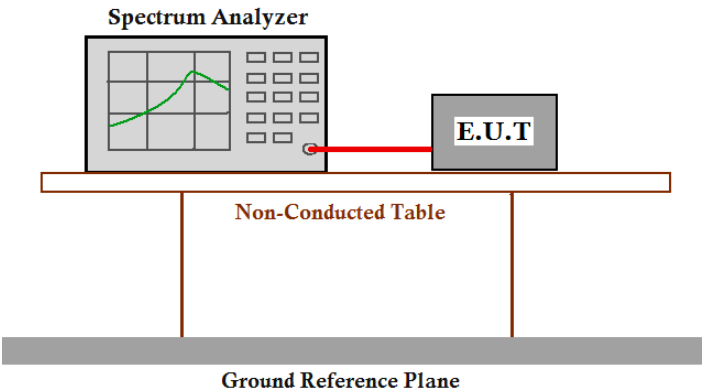 Spectrum Analyzer
E.U.T
Non-Conducted Table
Ground Reference Plane